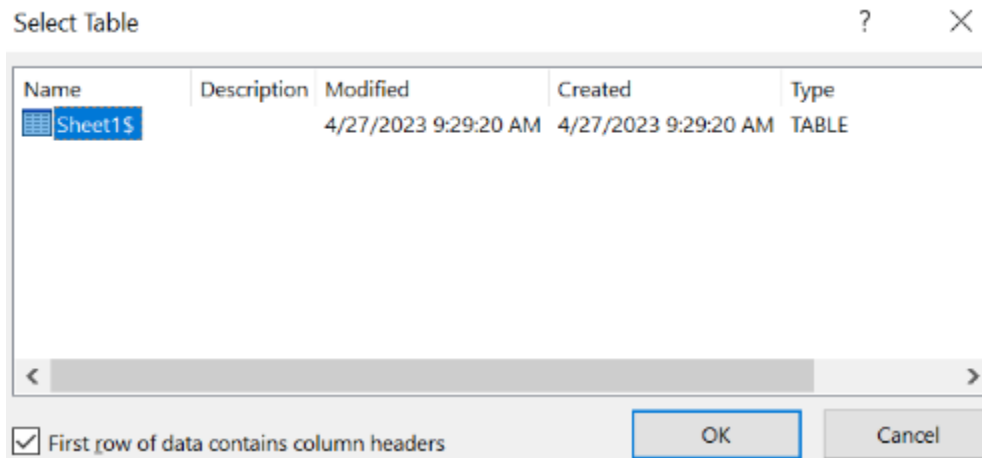 Select Table ?
Name Description Modified Created Type
Sheet1$ 4/27/2023 9:29:20 AM 4/27/2023 9:29:20 AM TABLE
First row of data contains column headers OK Cancel